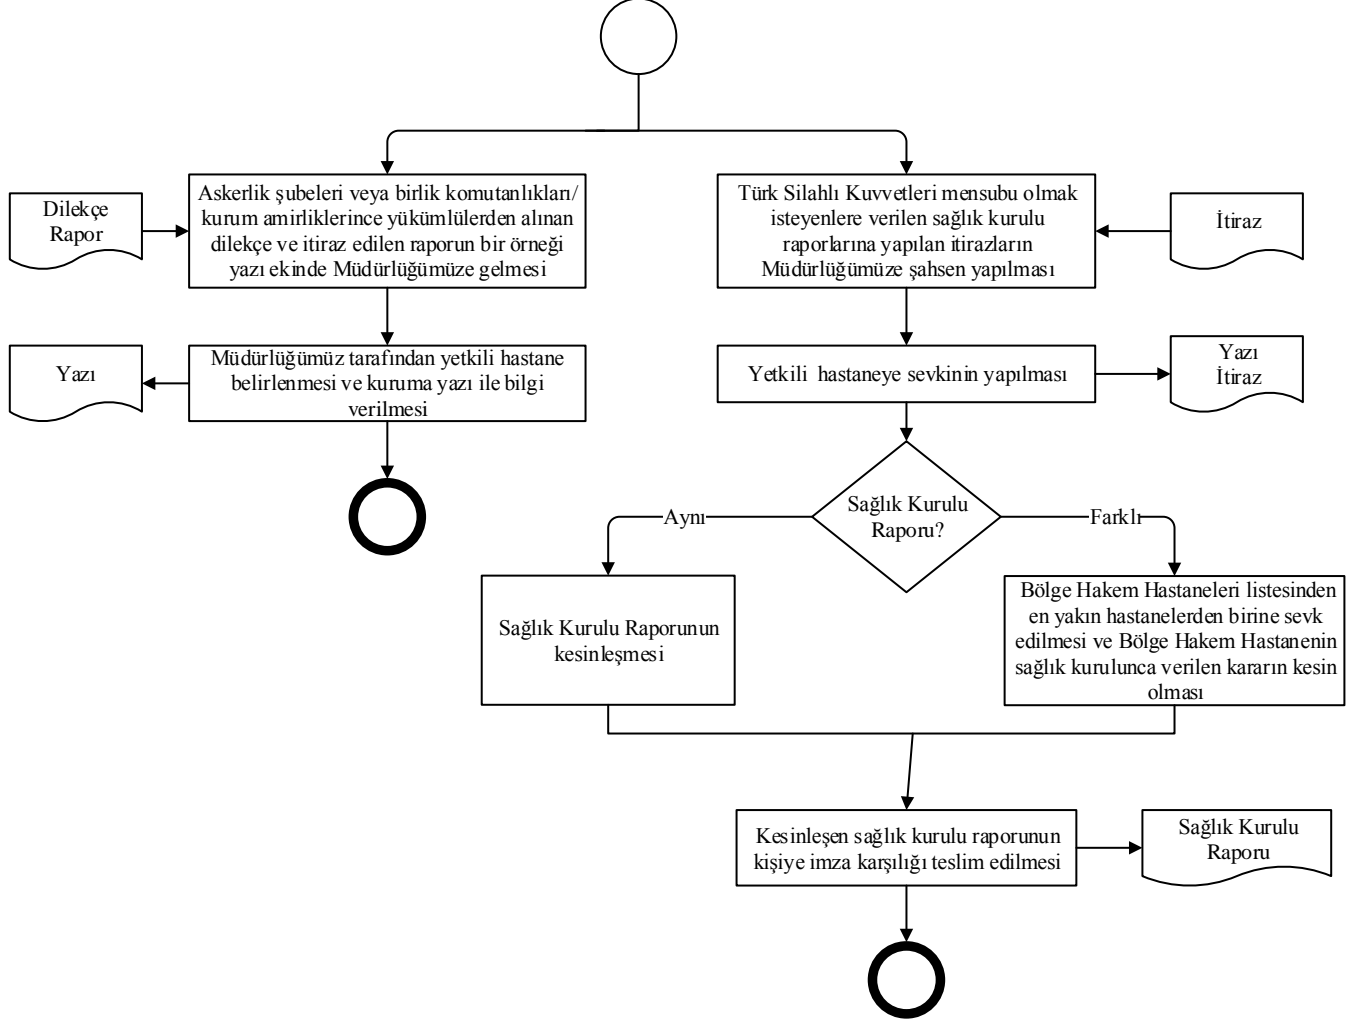 Dilekçe
Rapor
Askerlik şubeleri veya birlik komutanlıkları/
kurum amirliklerince yükümlülerden alınan
dilekçe ve itiraz edilen raporun bir örneği
yazı ekinde Müdürlüğümüze gelmesi
Türk Silahlı Kuvvetleri mensubu olmak
isteyenlere verilen sağlık kurulu
raporlarına yapılan itirazların
Müdürlüğümüze şahsen yapılması
İtiraz
Yazı
Müdürlüğümüz tarafından yetkili hastane
belirlenmesi ve kuruma yazı ile bilgi
verilmesi
Yetkili hastaneye sevkinin yapılması
Yazı
İtiraz
Sağlık Kurulu
Raporu?
Aynı
Farklı
Sağlık Kurulu Raporunun
kesinleşmesi
Bölge Hakem Hastaneleri listesinden
en yakın hastanelerden birine sevk
edilmesi ve Bölge Hakem Hastanenin
sağlık kurulunca verilen kararın kesin
olması
Kesinleşen sağlık kurulu raporunun
kişiye imza karşılığı teslim edilmesi
Sağlık Kurulu
Raporu